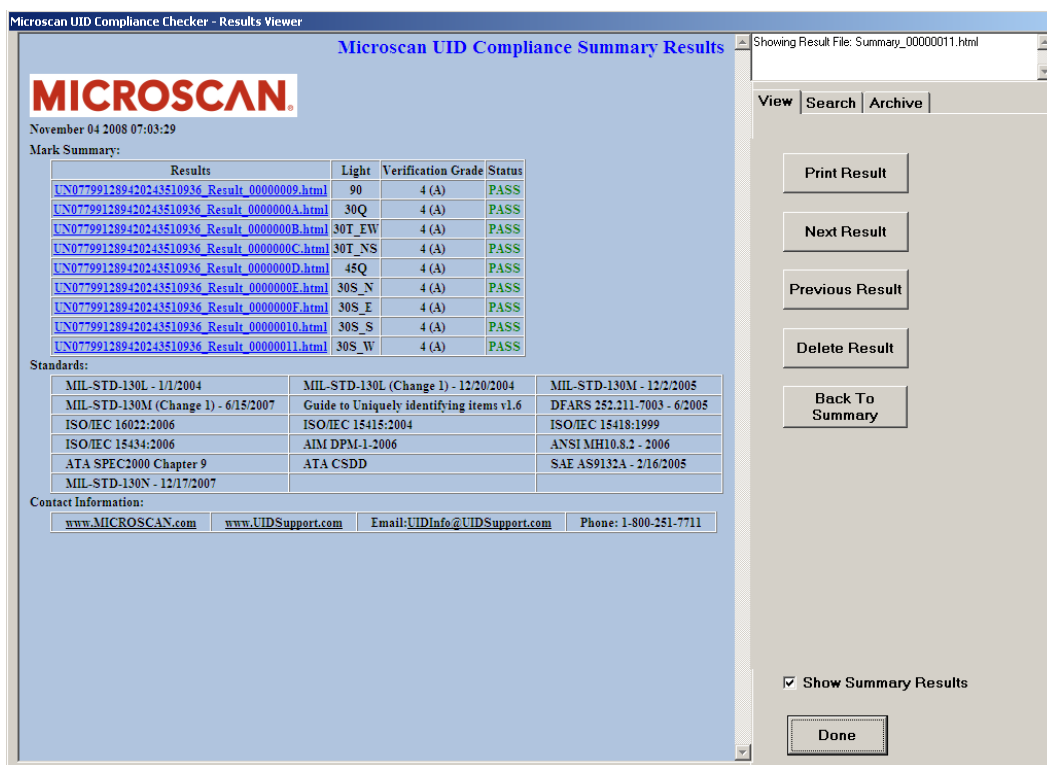 Microscan UID Compliance Checker - Results Viewer
Microscan UID Compliance Summary Results
MICROSCAN®
November 04 2008 07:03:29
Mark Summary:
Results Light Verification Grade Status
UN077991289420243510936_Result_00000009.html 90 4 (A) PASS
UN077991289420243510936_Result_0000000A.html 30Q 4 (A) PASS
UN077991289420243510936_Result_0000000B.html 30T_EW 4 (A) PASS
UN077991289420243510936_Result_0000000C.html 30T_NS 4 (A) PASS
UN077991289420243510936_Result_0000000D.html 45Q 4 (A) PASS
UN077991289420243510936_Result_0000000E.html 30S_N 4 (A) PASS
UN077991289420243510936_Result_0000000F.html 30S_E 4 (A) PASS
UN077991289420243510936_Result_00000010.html 30S_S 4 (A) PASS
UN077991289420243510936_Result_00000011.html 30S_W 4 (A) PASS
Standards:
MIL-STD-130L - 1/1/2004 MIL-STD-130L (Change 1) - 12/20/2004 MIL-STD-130M - 12/2/2005
MIL-STD-130M (Change 1) - 6/15/2007 Guide to Uniquely identifying items v1.6 DFARS 252.211-7003 - 6/2005
ISO/IEC 16022:2006 ISO/IEC 15415:2004 ISO/IEC 15418:1999
ISO/IEC 15434:2006 AIM DPM-1-2006 ANSI MH10.8.2 - 2006
ATA SPEC2000 Chapter 9 ATA CSDD SAE AS9132A - 2/16/2005
MIL-STD-130N - 12/17/2007
Contact Information:
www.MICROSCAN.com www.UIDSupport.com Email:UIDInfo@UIDSupport.com Phone: 1-800-251-7711
Showing Result File: Summary_00000011.html
View Search Archive
Print Result
Next Result
Previous Result
Delete Result
Back To
Summary
Show Summary Results
Done